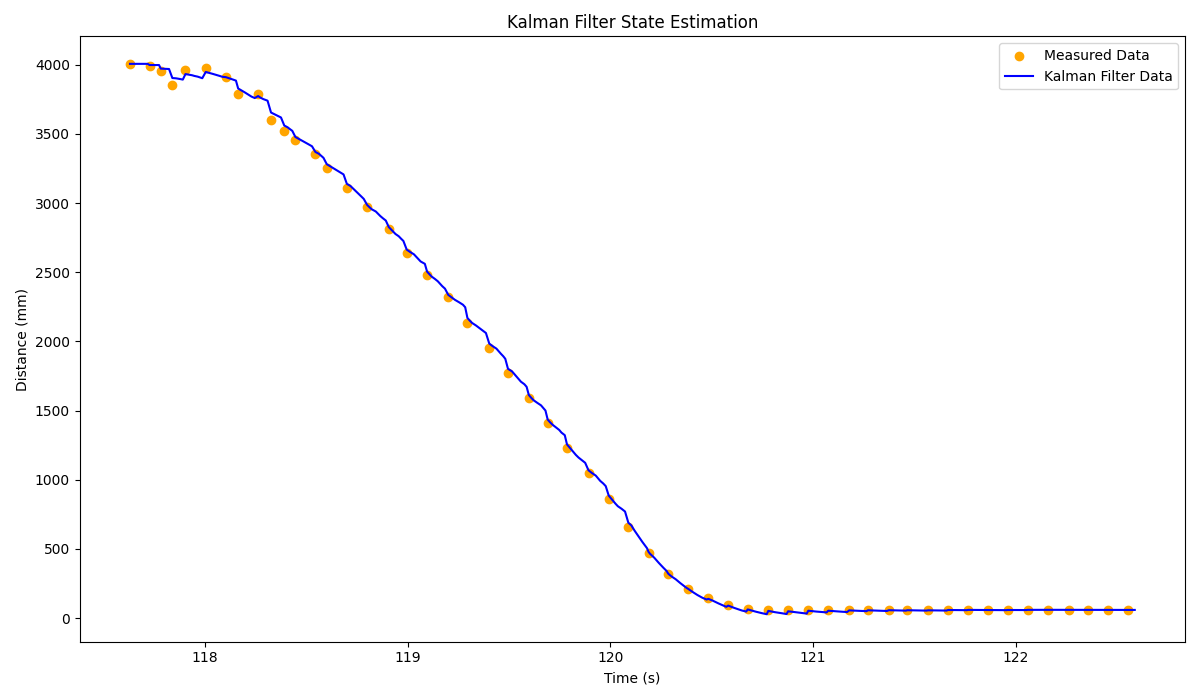 Kalman Filter State Estimation
Measured Data
Kalman Filter Data
Distance (mm)
4000
3500
3000
2500
2000
1500
1000
500
0
118 119 120 121 122
Time (s)